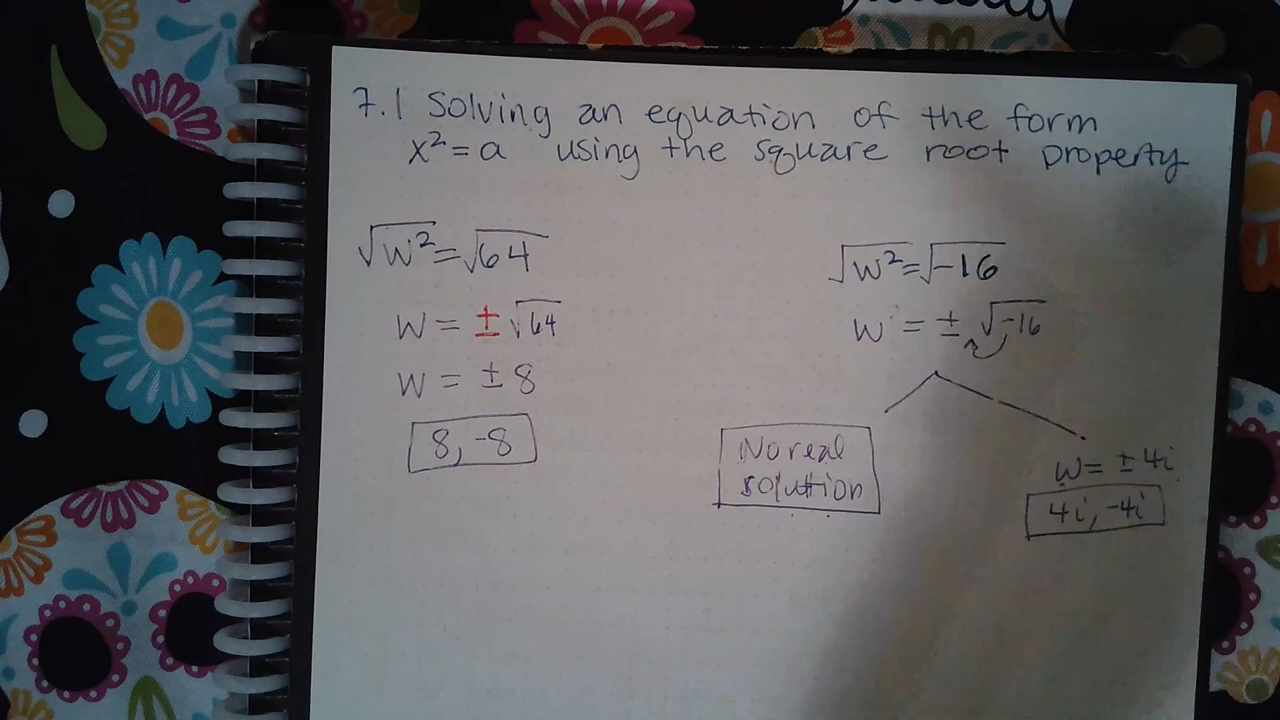 7.1 Solving an equation of the form
x² = a using the square root property
√w² = √64
w = ± √64
w = ± 8
8, -8
√w² = √-16
w = ± √-16
No real
solution
w = ± 4i
4i, -4i